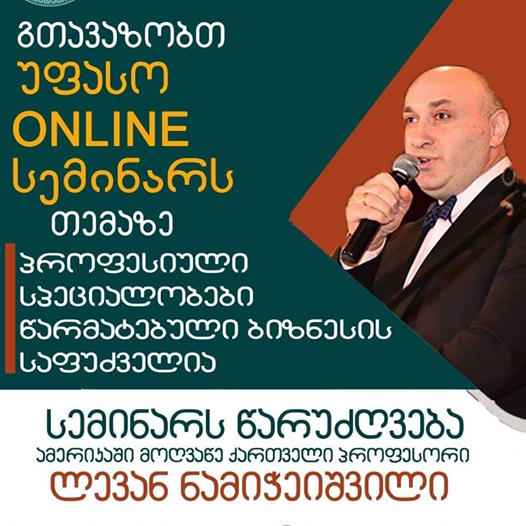 გთავაზობთ
უფასო
ONLINE
სემინარს
თემაზე
პროფესიული
სპეციალობები
წარმატებული ბიზნესის
საფუძველია
სემინარს წარუძღვება
ამერიკაში მოღვაწე ქართველი პროფესორი
ლევან ნამიჭეიშვილი